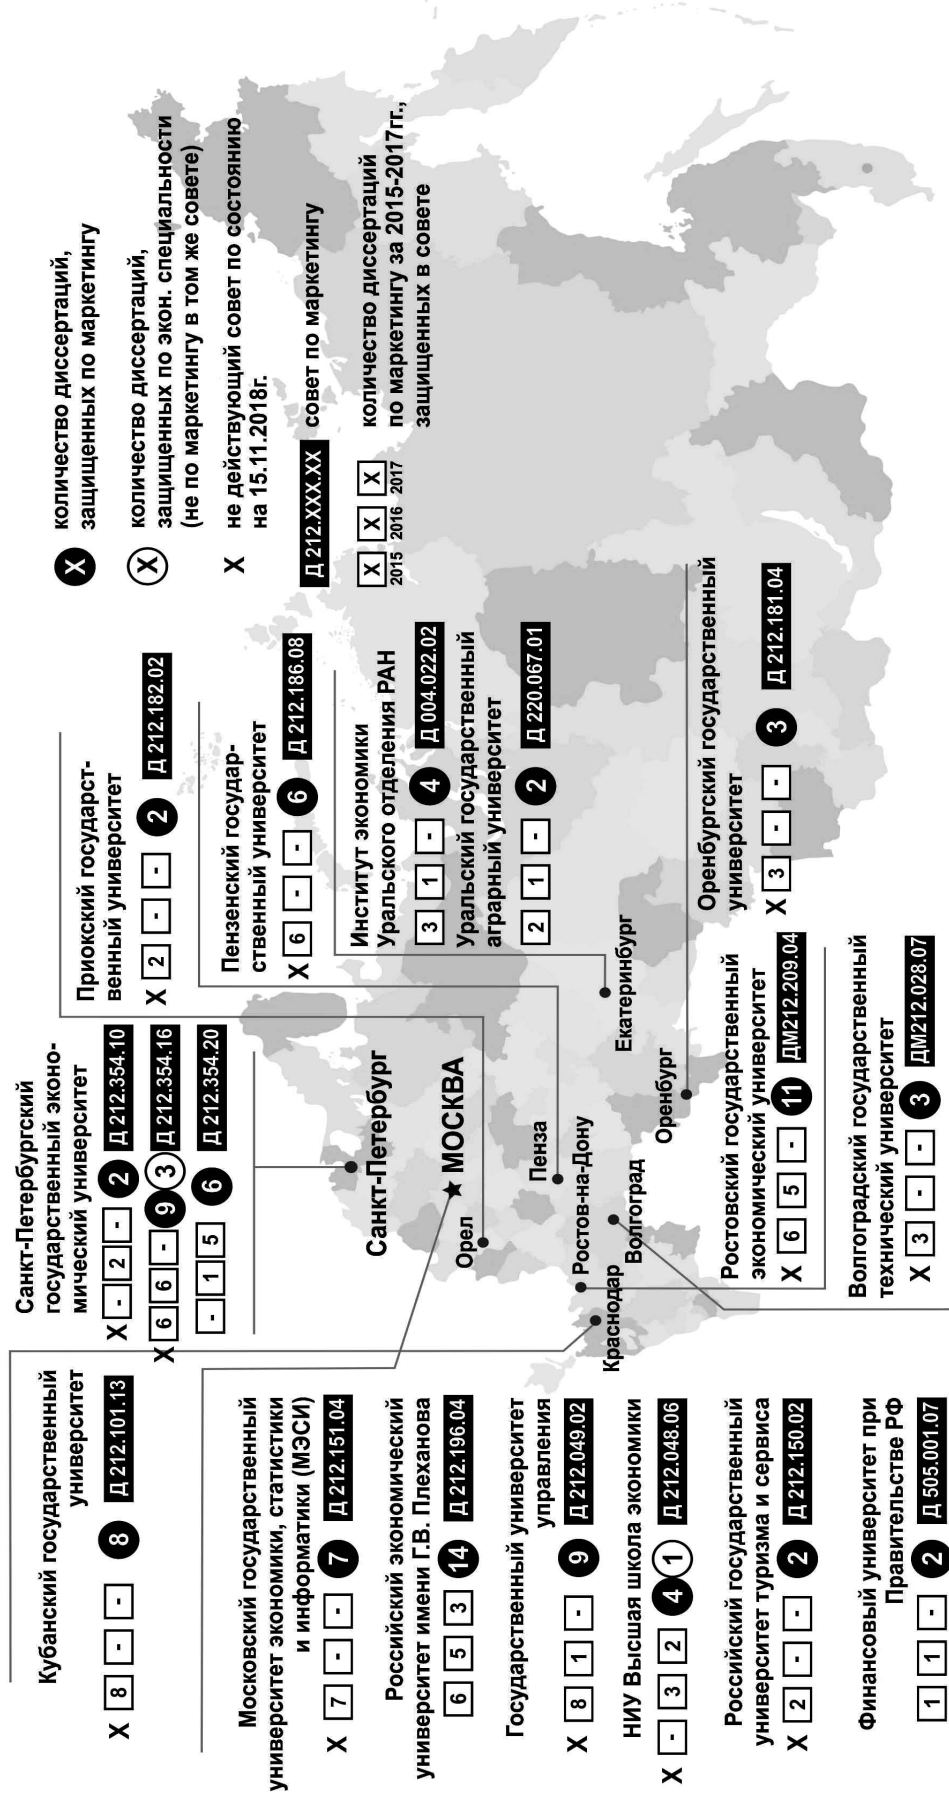 Кубанский государственный
университет
X 8 - - 8 Д 212.101.13
Санкт-Петербургский
государственный эконо-
мический университет
X - 2 - 2 Д 212.354.10
X 6 6 - 9 3 Д 212.354.16
- 1 5 6 Д 212.354.20
Приокский государст-
венный университет
X 2 - - 2 Д 212.182.02
Пензенский государ-
ственный университет
X 6 - - 6 Д 212.186.08
Институт экономики
Уральского отделения РАН
3 1 - 4 Д 004.022.02
Уральский государственный
аграрный университет
2 1 - 2 Д 220.067.01
X количество диссертаций,
защищенных по маркетингу
X количество диссертаций,
защищенных по экон. специальности
(не по маркетингу в том же совете)
X не действующий совет по состоянию
на 15.11.2018г.
Д 212.XXX.XX совет по маркетингу
X X X количество диссертаций
2015 2016 2017 по маркетингу за 2015-2017гг.,
защищенных в совете
Московский государственный
университет экономики, статистики
и информатики (МЭСИ)
X 7 - - 7 Д 212.151.04
Российский экономический
университет имени Г.В. Плеханова
6 5 3 14 Д 212.196.04
Государственный университет
управления
X 8 1 - 9 Д 212.049.02
НИУ Высшая школа экономики
X - 3 2 4 1 Д 212.048.06
Российский государственный
университет туризма и сервиса
X 2 - - 2 Д 212.150.02
Финансовый университет при
Правительстве РФ
1 1 - 2 Д 505.001.07
Санкт-Петербург
МОСКВА
Орел
Пенза
Ростов-на-Дону
Краснодар
Волгоград
Екатеринбург
Оренбург
Оренбургский государственный
университет
X 3 - - 3 Д 212.181.04
Ростовский государственный
экономический университет
X 6 5 - 11 ДМ212.209.04
Волгоградский государственный
технический университет
X 3 - - 3 ДМ212.028.07